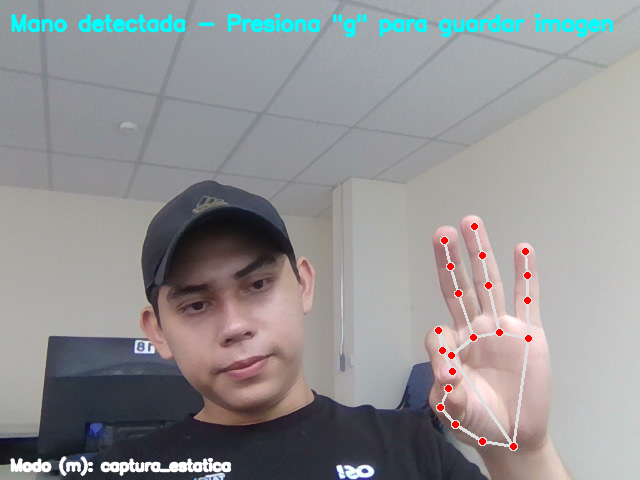 Mano detectada - Presiona "g" para guardar imagen
Modo (m): captura_estatica